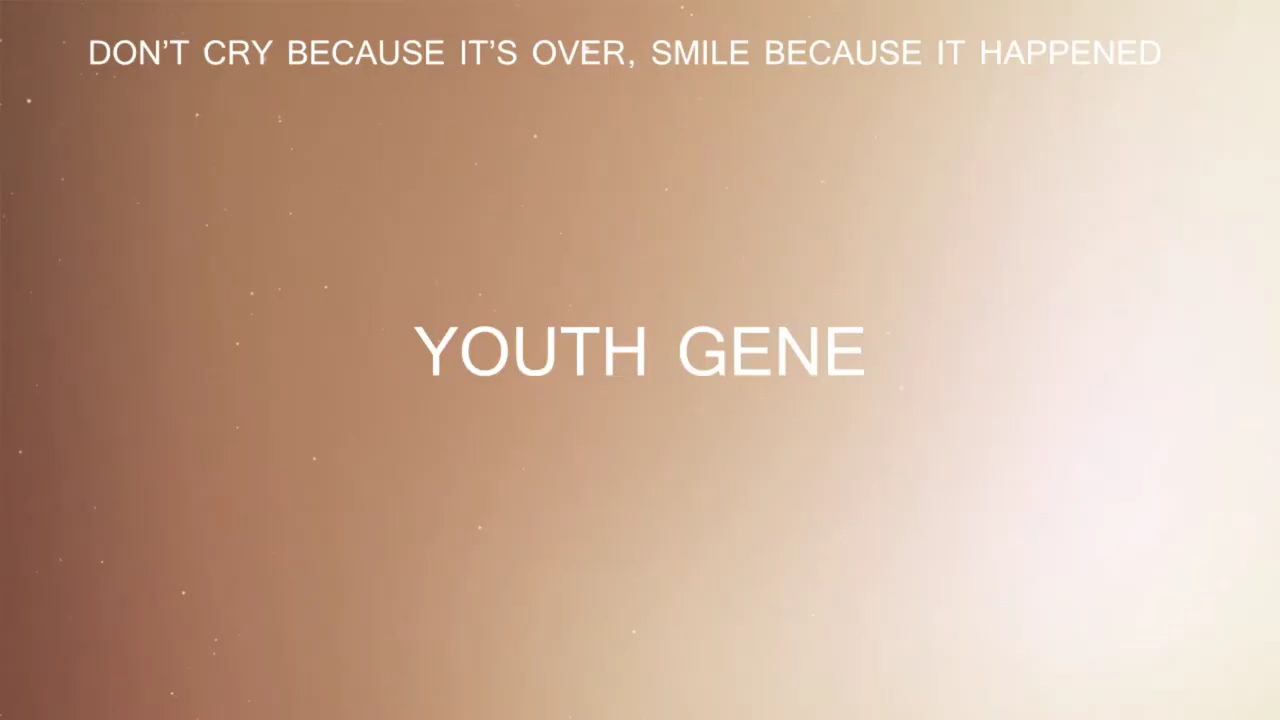 DON’T CRY BECAUSE IT’S OVER, SMILE BECAUSE IT HAPPENED
YOUTH GENE